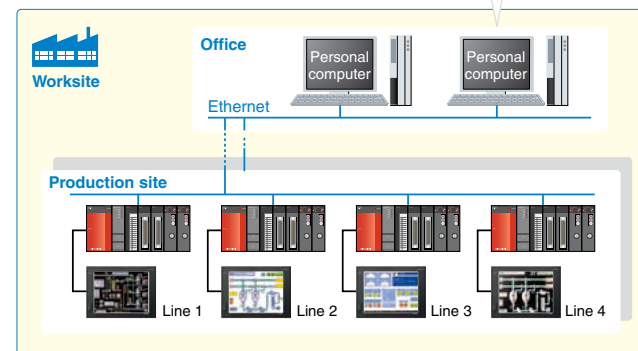 Office
Worksite
Personal
computer
Personal
computer
Ethernet
Production site
Line 1
Line 2
Line 3
Line 4